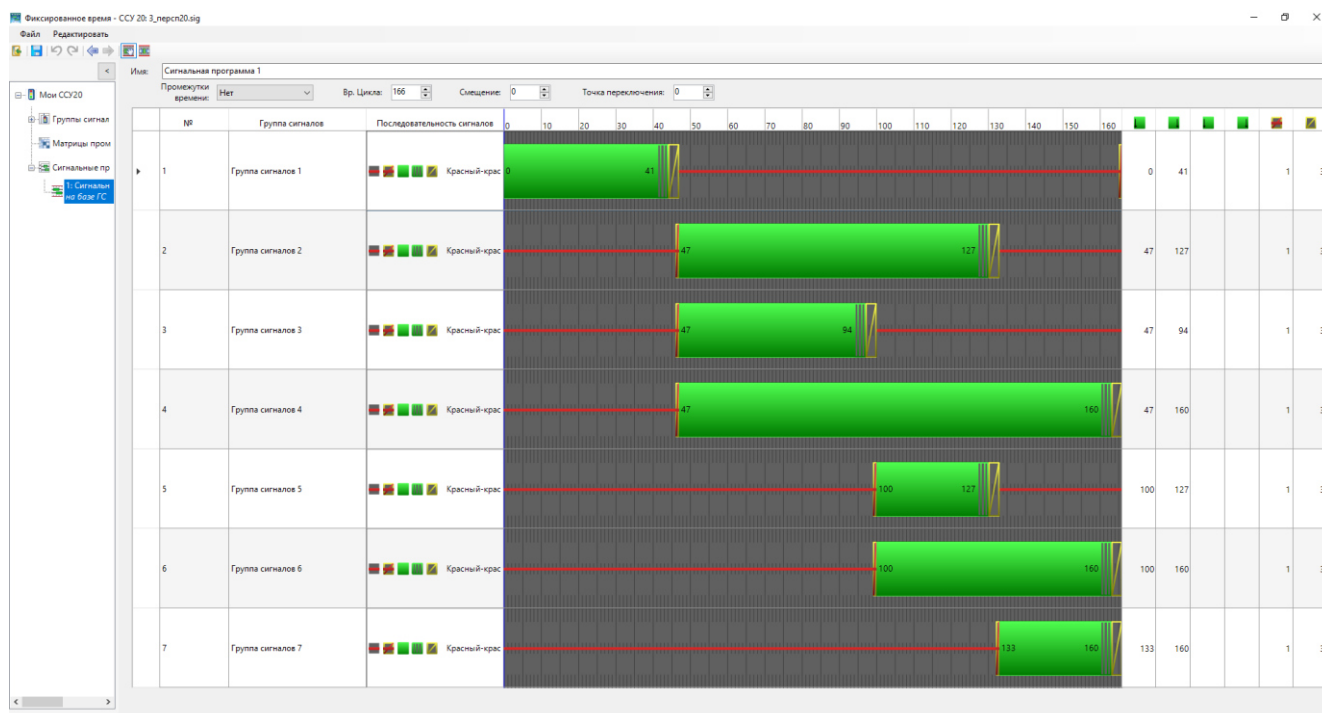 Фиксированное время - ССУ 20: 3_персп20.sig
Файл Редактировать
< Имя: Сигнальная программа 1
Промежутки времени: Нет Вр. Цикла: 166 Смещение: 0 Точка переключения: 0
Мои ССУ20
Группы сигнал
Матрицы пром
Сигнальные пр
1: Сигнальн
на базе ГС
№ Группа сигналов Последовательность сигналов 0 10 20 30 40 50 60 70 80 90 100 110 120 130 140 150 160
1 Группа сигналов 1 Красный-крас 0 41 0 41 1 3
2 Группа сигналов 2 Красный-крас 47 127 47 127 1 3
3 Группа сигналов 3 Красный-крас 47 94 47 94 1 3
4 Группа сигналов 4 Красный-крас 47 160 47 160 1 3
5 Группа сигналов 5 Красный-крас 100 127 100 127 1 3
6 Группа сигналов 6 Красный-крас 100 160 100 160 1 3
7 Группа сигналов 7 Красный-крас 133 160 133 160 1 3